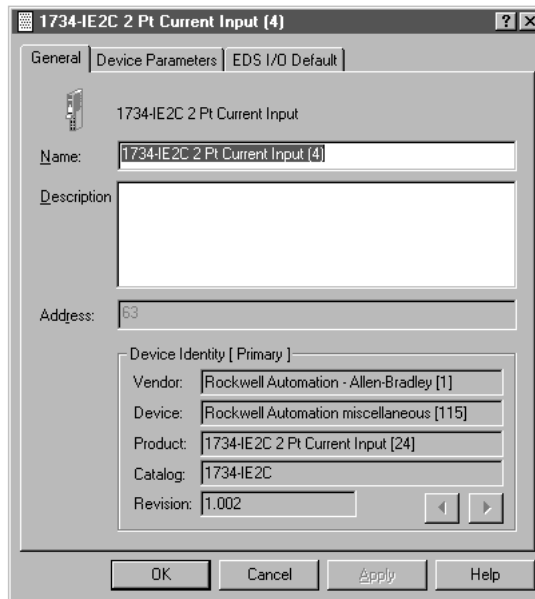 1734-IE2C 2 Pt Current Input (4)
General Device Parameters EDS I/O Default
1734-IE2C 2 Pt Current Input
Name: 1734-IE2C 2 Pt Current Input (4)
Description
Address: 63
Device Identity [ Primary ]
Vendor: Rockwell Automation - Allen-Bradley [1]
Device: Rockwell Automation miscellaneous [115]
Product: 1734-IE2C 2 Pt Current Input [24]
Catalog: 1734-IE2C
Revision: 1.002
OK Cancel Apply Help